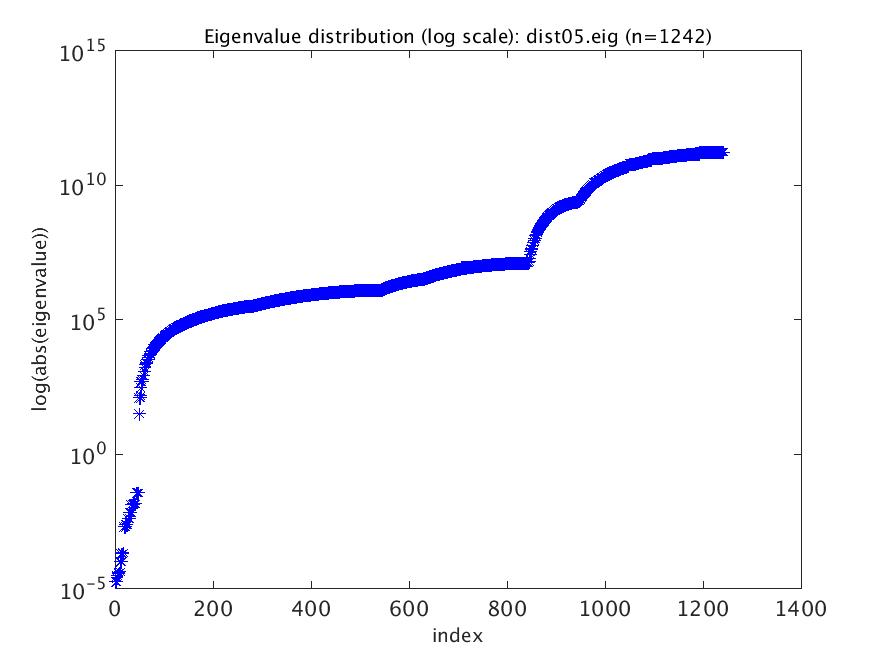 Eigenvalue distribution (log scale): dist05.eig (n=1242)
10^15
10^10
10^5
10^0
10^-5
log(abs(eigenvalue))
0 200 400 600 800 1000 1200 1400
index